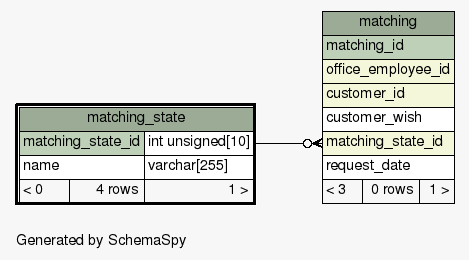 matching_state
matching_state_id int unsigned[10]
name varchar[255]
< 0 4 rows 1 >
matching
matching_id
office_employee_id
customer_id
customer_wish
matching_state_id
request_date
< 3 0 rows 1 >
Generated by SchemaSpy